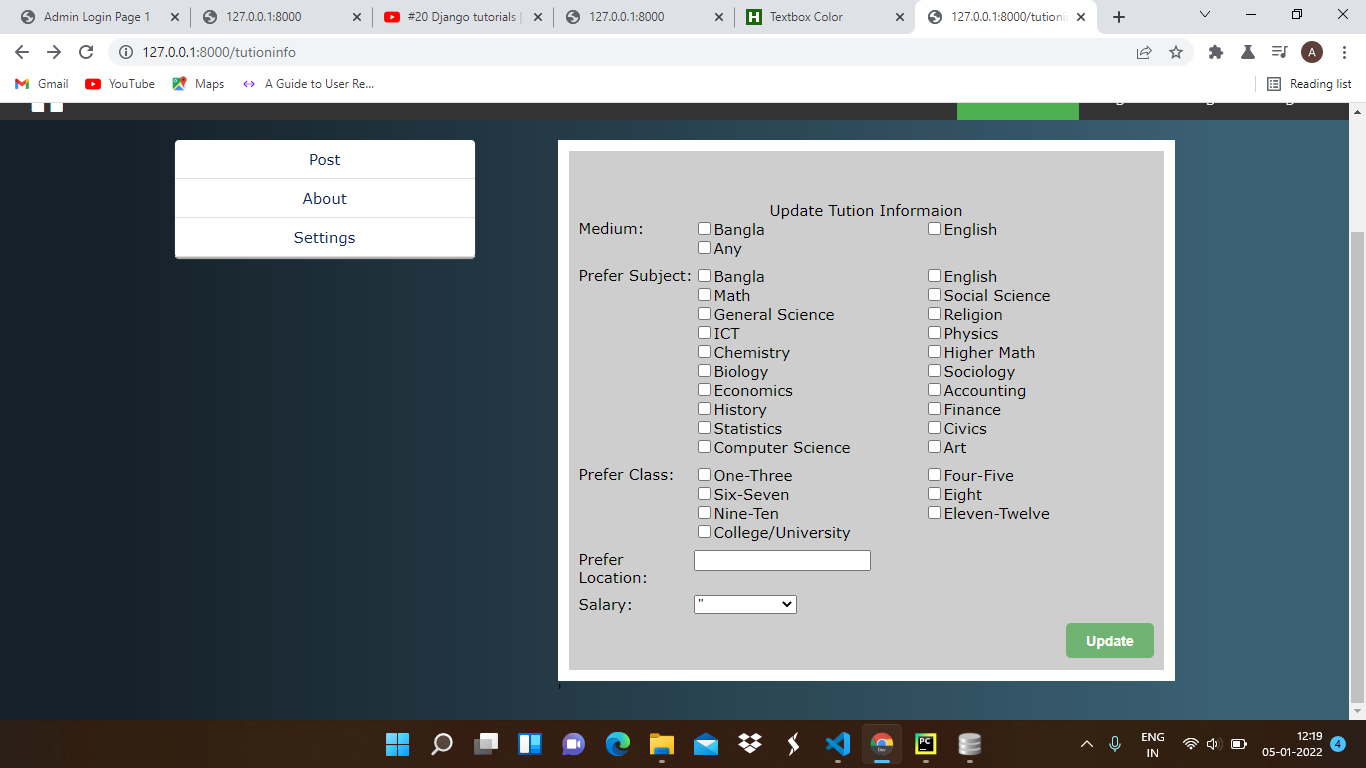 Admin Login Page 1
127.0.0.1:8000
#20 Django tutorials |
127.0.0.1:8000
Textbox Color
127.0.0.1:8000/tutionin
127.0.0.1:8000/tutioninfo
A
Gmail
YouTube
Maps
A Guide to User Re...
Reading list
Post
About
Settings
Update Tution Informaion
Medium: Bangla English
Any
Prefer Subject: Bangla English
Math Social Science
General Science Religion
ICT Physics
Chemistry Higher Math
Biology Sociology
Economics Accounting
History Finance
Statistics Civics
Computer Science Art
Prefer Class: One-Three Four-Five
Six-Seven Eight
Nine-Ten Eleven-Twelve
College/University
Prefer
Location:
Salary: "
Update
,
PC
ENG
IN
12:19
05-01-2022
4